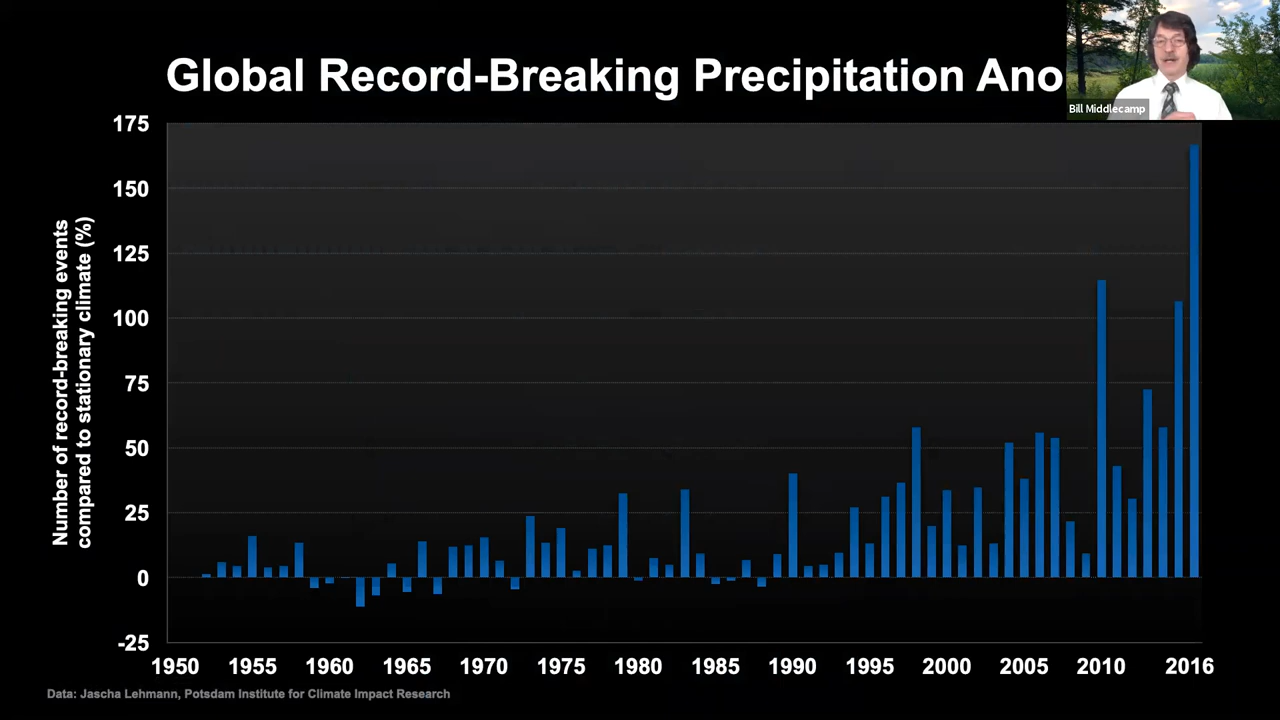 Global Record-Breaking Precipitation Ano
Bill Middlecamp
175
150
125
100
75
50
25
0
-25
Number of record-breaking events
compared to stationary climate (%)
1950 1955 1960 1965 1970 1975 1980 1985 1990 1995 2000 2005 2010 2016
Data: Jascha Lehmann, Potsdam Institute for Climate Impact Research